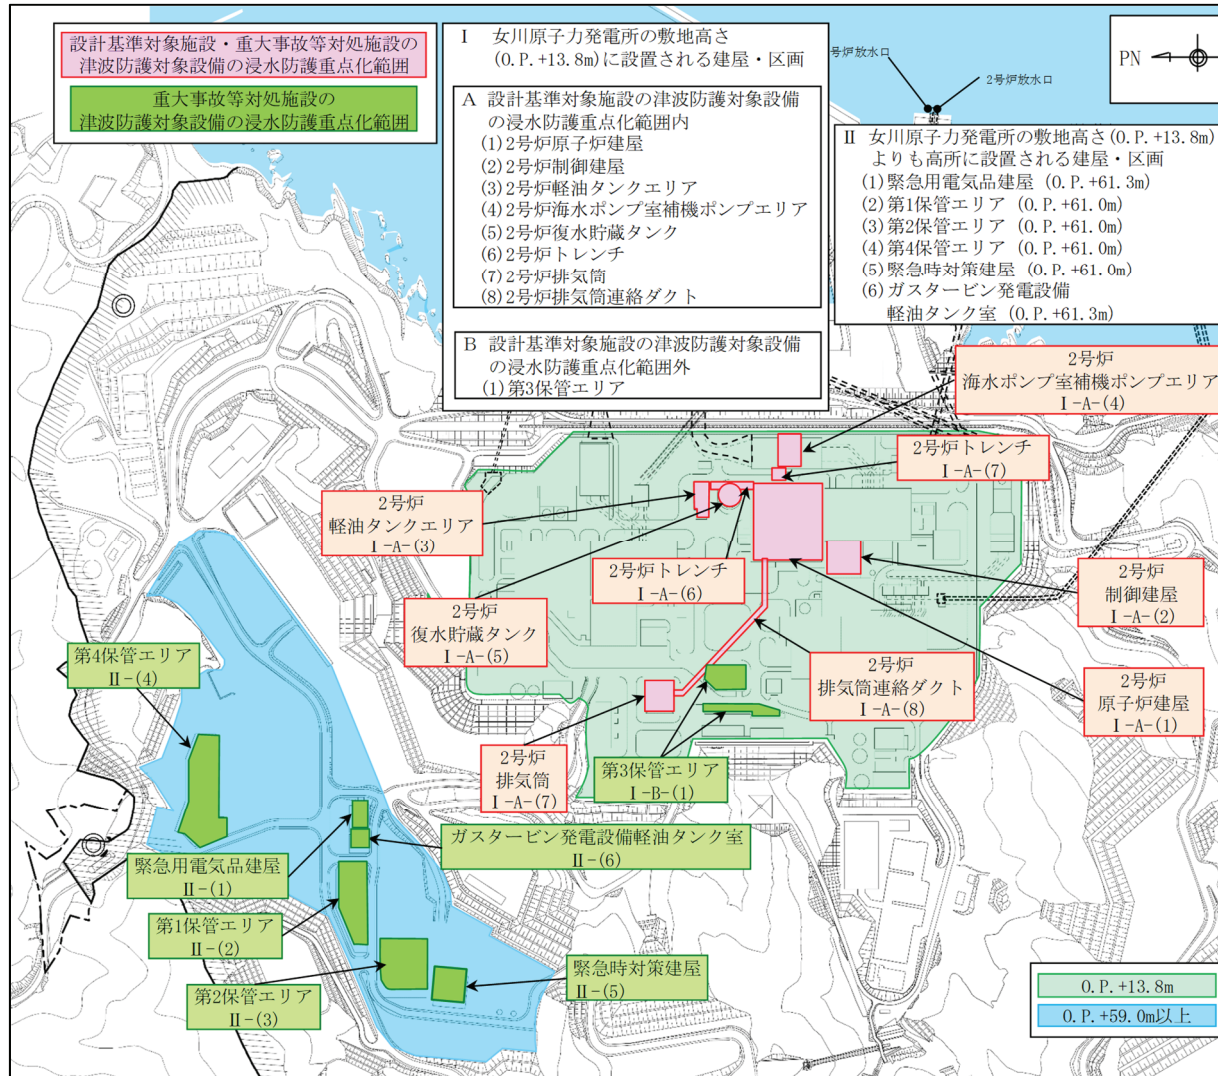 設計基準対象施設・重大事故等対処施設の
津波防護対象設備の浸水防護重点化範囲
重大事故等対処施設の
津波防護対象設備の浸水防護重点化範囲
Ⅰ 女川原子力発電所の敷地高さ
(O.P.+13.8m)に設置される建屋・区画
A 設計基準対象施設の津波防護対象設備
の浸水防護重点化範囲内
(1)2号炉原子炉建屋
(2)2号炉制御建屋
(3)2号炉軽油タンクエリア
(4)2号炉海水ポンプ室補機ポンプエリア
(5)2号炉復水貯蔵タンク
(6)2号炉トレンチ
(7)2号炉排気筒
(8)2号炉排気筒連絡ダクト
B 設計基準対象施設の津波防護対象設備
の浸水防護重点化範囲外
(1)第3保管エリア
号炉放水口
2号炉放水口
PN
Ⅱ 女川原子力発電所の敷地高さ(O.P.+13.8m)
よりも高所に設置される建屋・区画
(1)緊急用電気品建屋 (O.P.+61.3m)
(2)第1保管エリア (O.P.+61.0m)
(3)第2保管エリア (O.P.+61.0m)
(4)第4保管エリア (O.P.+61.0m)
(5)緊急時対策建屋 (O.P.+61.0m)
(6)ガスタービン発電設備
軽油タンク室 (O.P.+61.3m)
2号炉
海水ポンプ室補機ポンプエリア
Ⅰ-A-(4)
2号炉トレンチ
Ⅰ-A-(7)
2号炉
軽油タンクエリア
Ⅰ-A-(3)
2号炉トレンチ
Ⅰ-A-(6)
2号炉
制御建屋
Ⅰ-A-(2)
2号炉
復水貯蔵タンク
Ⅰ-A-(5)
2号炉
排気筒連絡ダクト
Ⅰ-A-(8)
2号炉
原子炉建屋
Ⅰ-A-(1)
第4保管エリア
Ⅱ-(4)
2号炉
排気筒
Ⅰ-A-(7)
第3保管エリア
Ⅰ-B-(1)
ガスタービン発電設備軽油タンク室
Ⅱ-(6)
緊急用電気品建屋
Ⅱ-(1)
第1保管エリア
Ⅱ-(2)
第2保管エリア
Ⅱ-(3)
緊急時対策建屋
Ⅱ-(5)
O.P.+13.8m
O.P.+59.0m以上